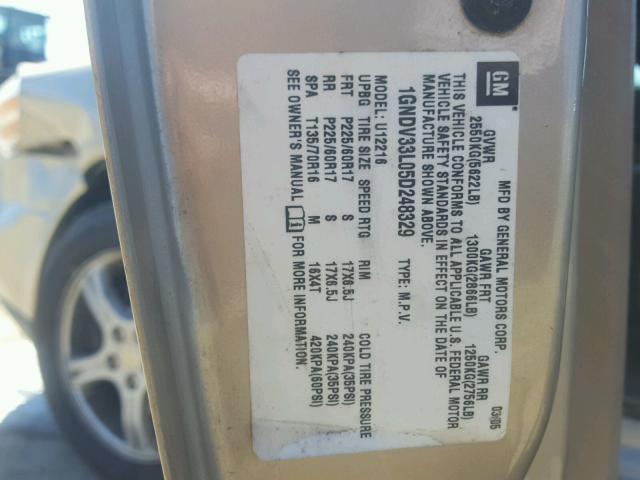 GM
MFD BY GENERAL MOTORS CORP. 03/05
GVWR GAWR FRT GAWR RR
2550KG(5622LB) 1300KG(2866LB) 1250KG(2756LB)
THIS VEHICLE CONFORMS TO ALL APPLICABLE U.S. FEDERAL MOTOR
VEHICLE SAFETY STANDARDS IN EFFECT ON THE DATE OF
MANUFACTURE SHOWN ABOVE.
1GNDV33L05D248329 TYPE: M.P.V.
MODEL: U12216
UPBG TIRE SIZE SPEED RTG RIM COLD TIRE PRESSURE
FRT P225/60R17 S 17X6.5J 240KPA(35PSI)
RR P225/60R17 S 17X6.5J 240KPA(35PSI)
SPA T135/70R16 M 16X4T 420KPA(60PSI)
SEE OWNER'S MANUAL FOR MORE INFORMATION.